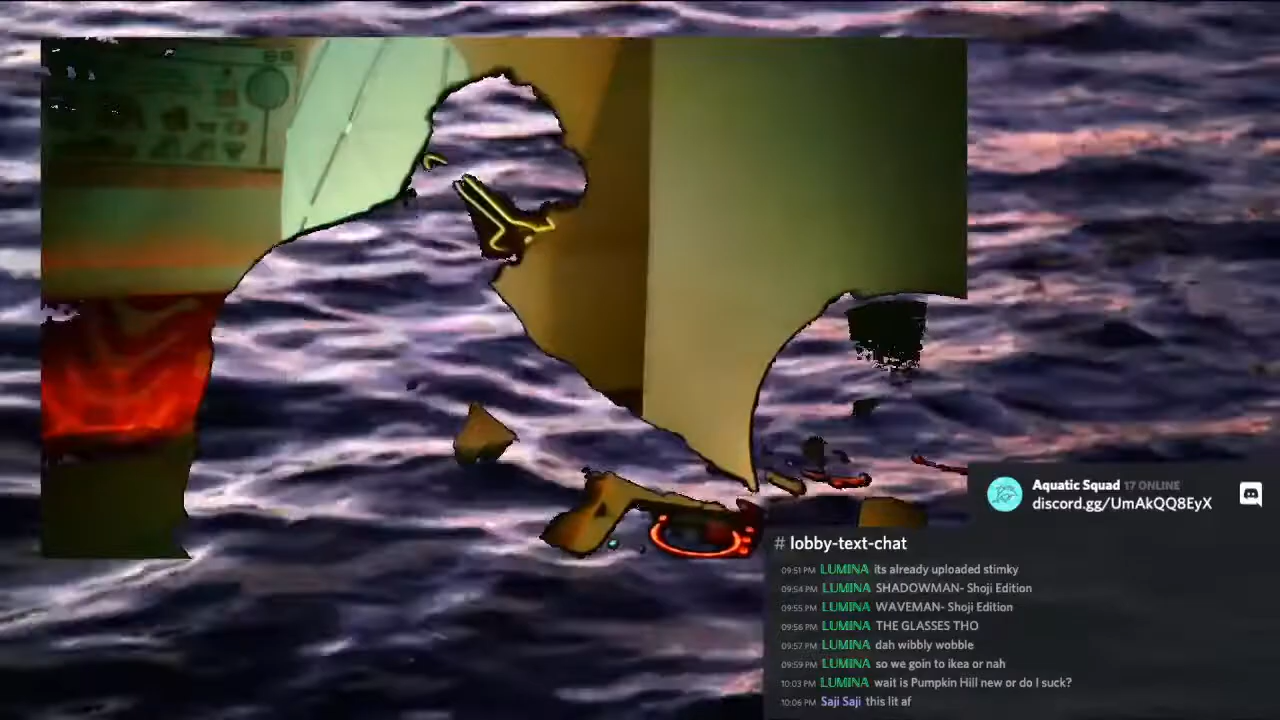 Aquatic Squad 17 ONLINE
discord.gg/UmAkQQ8EyX
# lobby-text-chat
09:51 PM LUMINA its already uploaded stimky
09:54 PM LUMINA SHADOWMAN- Shoji Edition
09:55 PM LUMINA WAVEMAN- Shoji Edition
09:56 PM LUMINA THE GLASSES THO
09:57 PM LUMINA dah wibbly wobble
09:59 PM LUMINA so we goin to ikea or nah
10:03 PM LUMINA wait is Pumpkin Hill new or do I suck?
10:06 PM Saji Saji this lit af